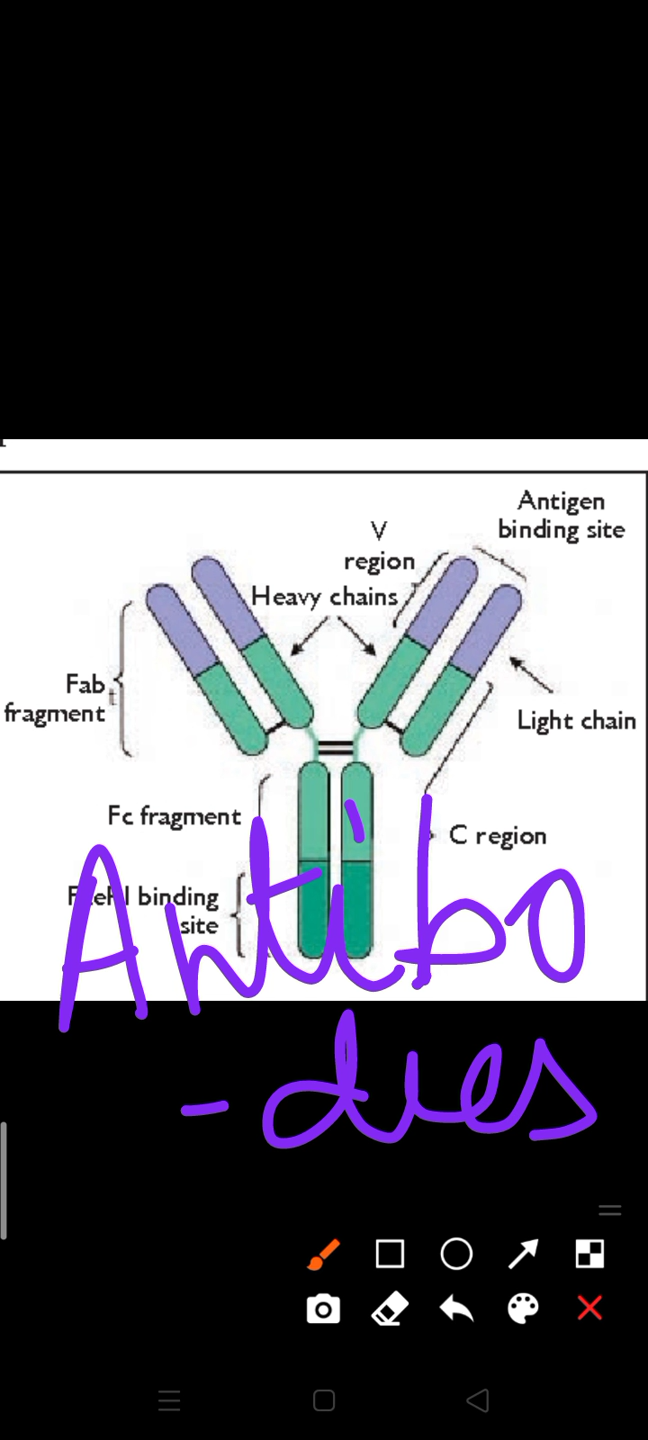 Antigen
binding site
V
region
Heavy chains
Fab
fragment
Light chain
Fc fragment
C region
binding
site
Antibo
-dies